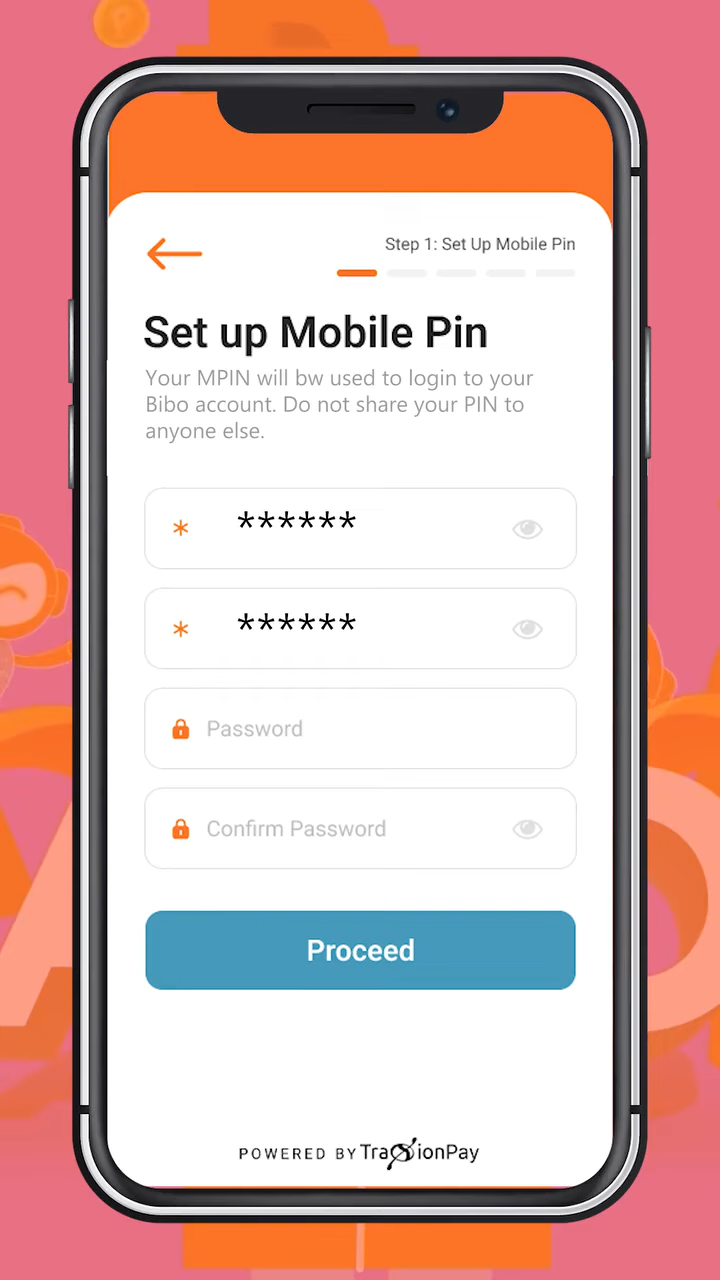 Step 1: Set Up Mobile Pin
Set up Mobile Pin
Your MPIN will bw used to login to your
Bibo account. Do not share your PIN to
anyone else.
* ******
* ******
Password
Confirm Password
Proceed
POWERED BY TraXionPay